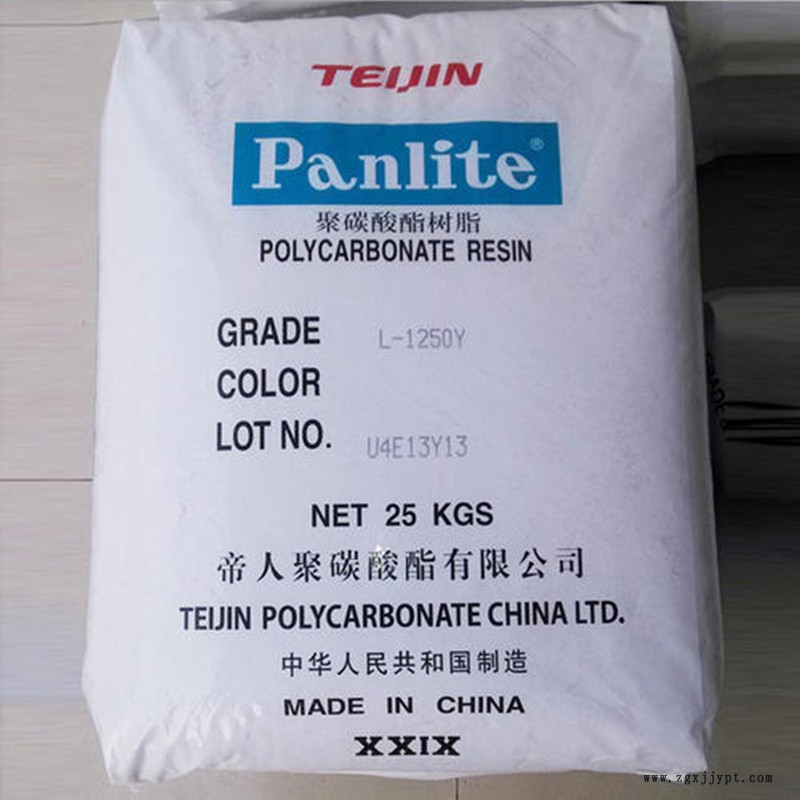 TEIJIN
Panlite®
聚碳酸酯树脂
POLYCARBONATE RESIN
GRADE L-1250Y
COLOR
LOT NO. U4E13Y13
NET 25 KGS
帝人聚碳酸酯有限公司
TEIJIN POLYCARBONATE CHINA LTD.
中华人民共和国制造
MADE IN CHINA
XXIX
GRADE
www.zgxjjypt.com